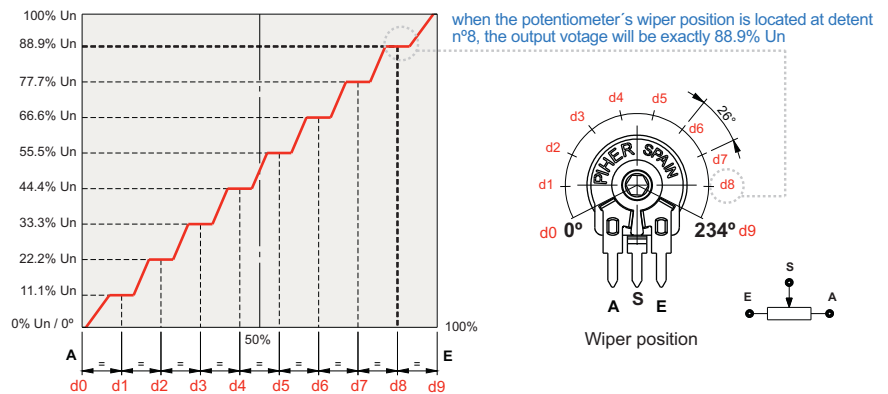 when the potentiometer´s wiper position is located at detent
nº8, the output votage will be exactly 88.9% Un
100% Un
88.9% Un
77.7% Un
66.6% Un
55.5% Un
44.4% Un
33.3% Un
22.2% Un
11.1% Un
0% Un / 0º
50%
100%
A
E
= = = = = = = = =
d0 d1 d2 d3 d4 d5 d6 d7 d8 d9
d0 0º
d1
d2
d3
d4
d5
d6
d7
d8
234º d9
26°
PIHER SPAIN
A S E
Wiper position
S
E
A